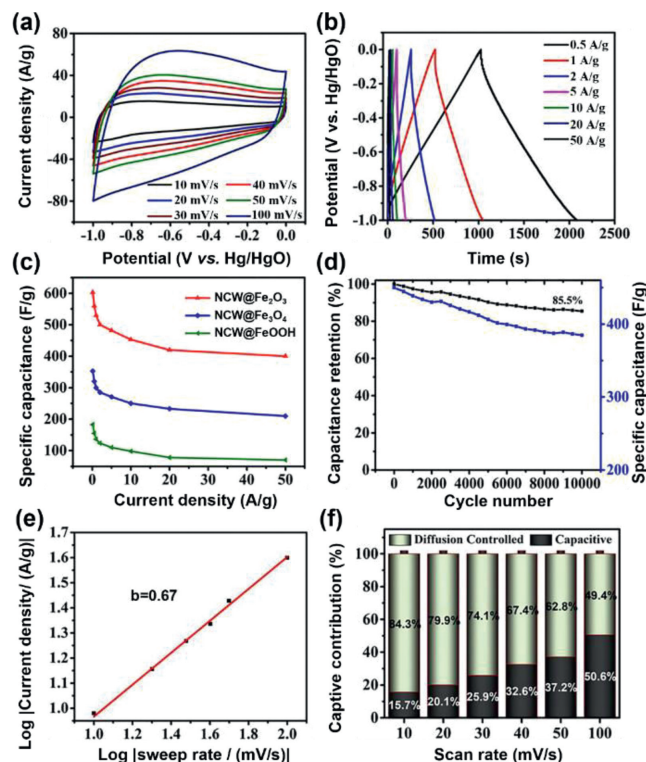 (a)
Current density (A/g)
80
40
0
-40
-80
10 mV/s 40 mV/s
20 mV/s 50 mV/s
30 mV/s 100 mV/s
-1.0 -0.8 -0.6 -0.4 -0.2 0.0
Potential (V vs. Hg/HgO
(b)
Potential (V vs. Hg/HgO)
0.0
-0.2
-0.4
-0.6
-0.8
-1.0
0.5 A/g
1 A/g
2 A/g
5 A/g
10 A/g
20 A/g
50 A/g
0 500 1000 1500 2000 2500
Time (s)
(c)
Specific capacitance (F/g)
600
500
400
300
200
100
NCW@Fe₂O₃
NCW@Fe₃O₄
NCW@FeOOH
0 10 20 30 40 50
Current density (A/g)
(d)
Capacitance retention (%)
100
80
60
40
20
0
85.5%
0 2000 4000 6000 8000 10000
Cycle number
400
300
200
Specific capacitance (F/g)
(e)
Log |Current density/ (A/g)|
1.7
1.6
1.5
1.4
1.3
1.2
1.1
1.0
b=0.67
1.0 1.2 1.4 1.6 1.8 2.0
Log |sweep rate / (mV/s)|
(f)
Captive contribution (%)
Diffusion Controlled Capacitive
100
80
60
40
20
0
84.3% 79.9% 74.1% 67.4% 62.8% 49.4%
15.7% 20.1% 25.9% 32.6% 37.2% 50.6%
10 20 30 40 50 100
Scan rate (mV/s)